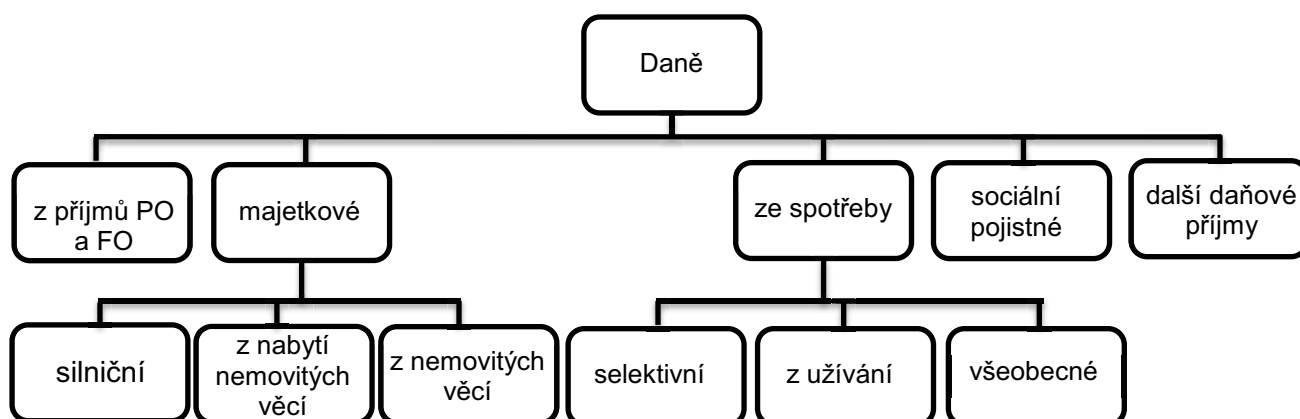 Daně
z příjmů PO
a FO
majetkové
ze spotřeby
sociální
pojistné
další daňové
příjmy
silniční
z nabytí
nemovitých
věcí
z nemovitých
věcí
selektivní
z užívání
všeobecné